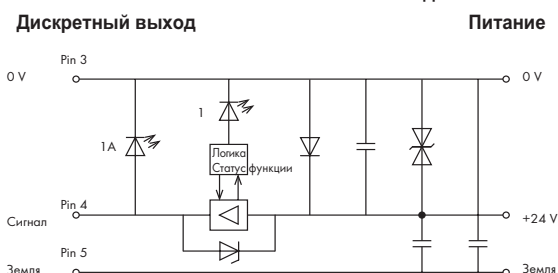 Дискретный выход
Питание
Pin 3
0 V
0 V
1
1A
Логика
Статус функции
Pin 4
Сигнал
+24 V
Pin 5
Земля
Земля